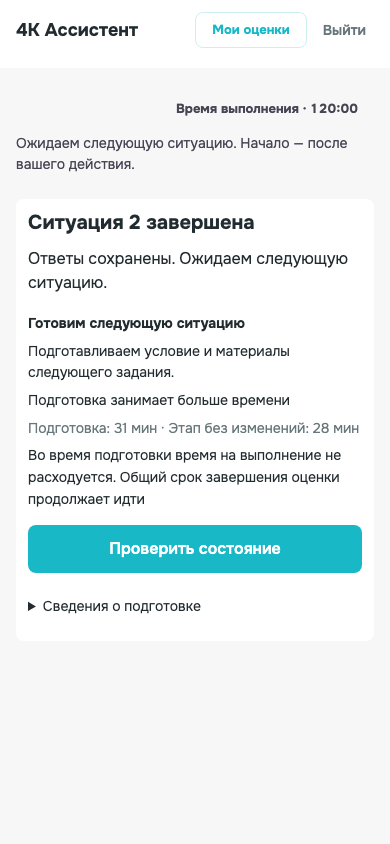 4К Ассистент
Мои оценки
Выйти
Время выполнения · 120:00
Ожидаем следующую ситуацию. Начало — после
вашего действия.
Ситуация 2 завершена
Ответы сохранены. Ожидаем следующую
ситуацию.
Готовим следующую ситуацию
Подготавливаем условие и материалы
следующего задания.
Подготовка занимает больше времени
Подготовка: 31 мин · Этап без изменений: 28 мин
Во время подготовки время на выполнение не
расходуется. Общий срок завершения оценки
продолжает идти
Проверить состояние
Сведения о подготовке